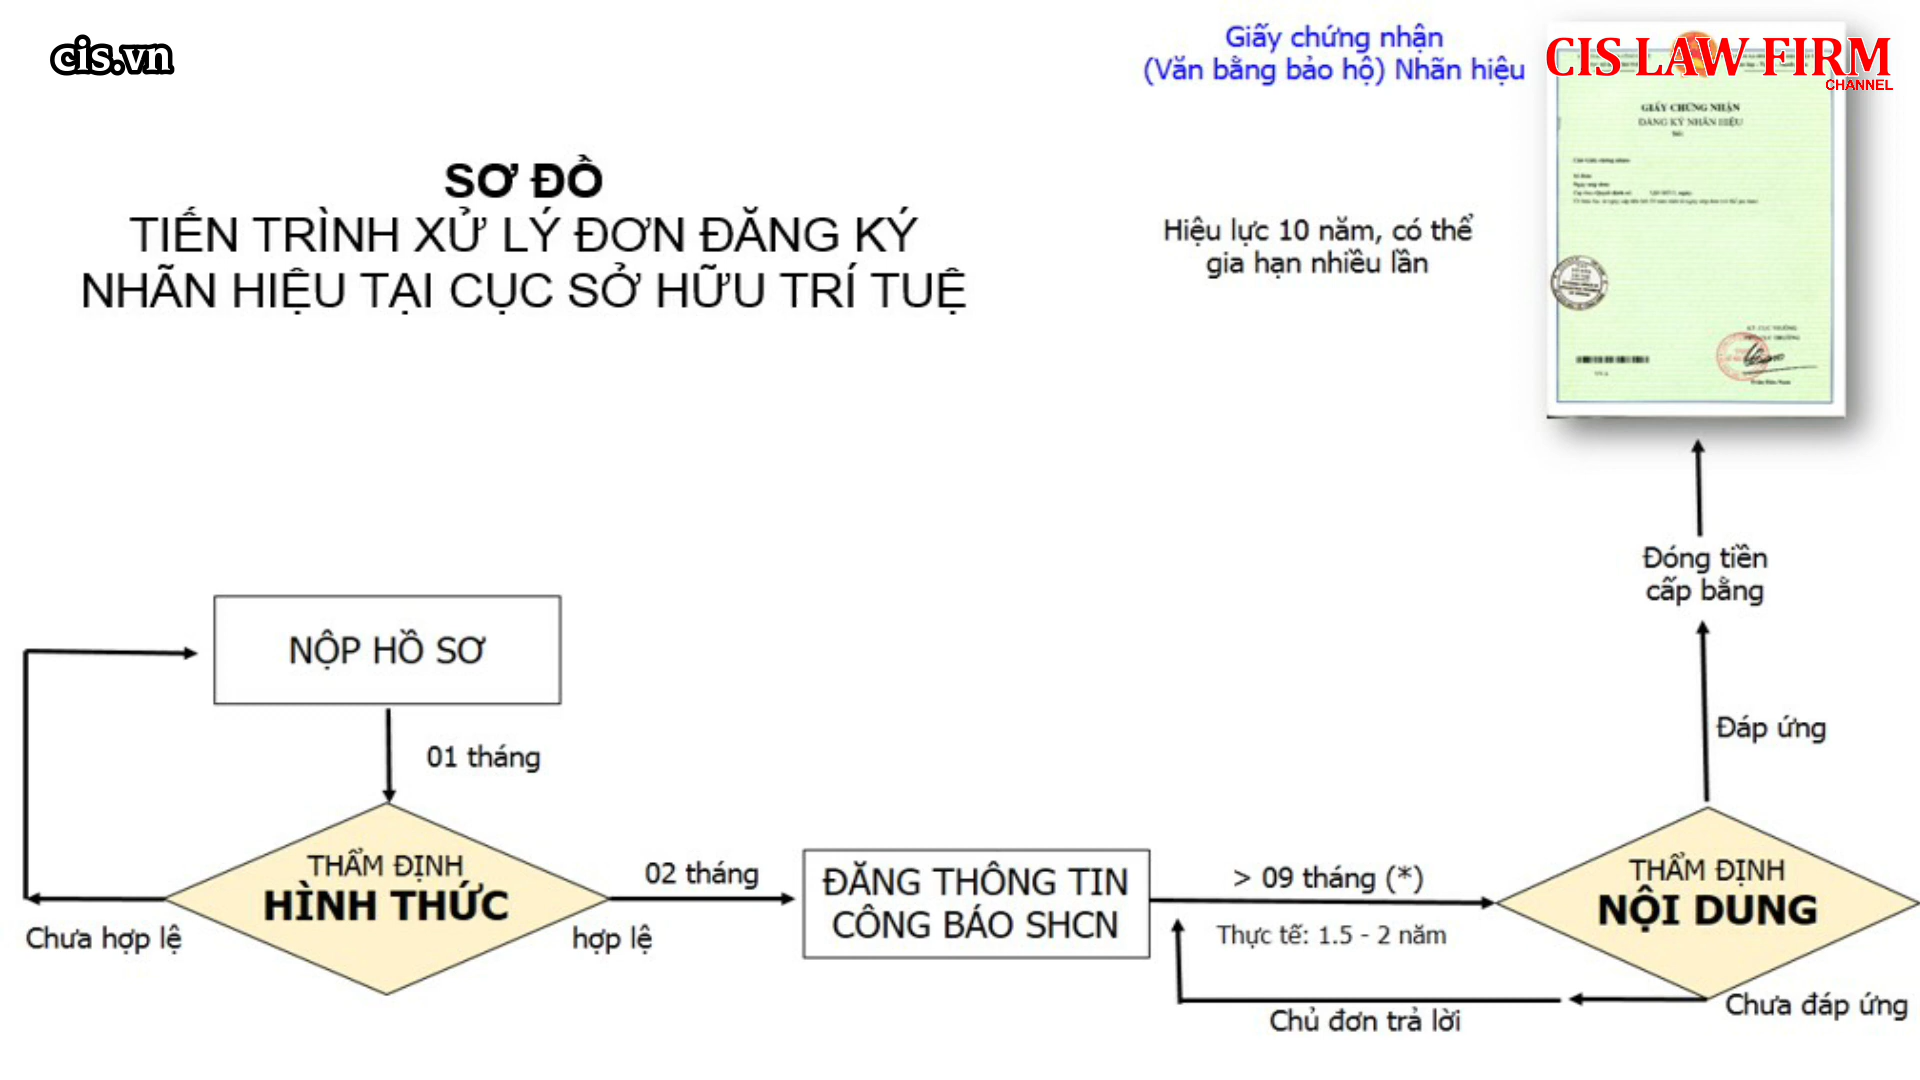 cis.vn
Giấy chứng nhận
(Văn bằng bảo hộ) Nhãn hiệu
CIS LAW FIRM
CHANNEL
GIẤY CHỨNG NHẬN
ĐĂNG KÝ NHÃN HIỆU
SƠ ĐỒ
TIẾN TRÌNH XỬ LÝ ĐƠN ĐĂNG KÝ
NHÃN HIỆU TẠI CỤC SỞ HỮU TRÍ TUỆ
Hiệu lực 10 năm, có thể
gia hạn nhiều lần
Đóng tiền
cấp bằng
NỘP HỒ SƠ
01 tháng
Đáp ứng
THẨM ĐỊNH
HÌNH THỨC
Chưa hợp lệ
hợp lệ
02 tháng
ĐĂNG THÔNG TIN
CÔNG BÁO SHCN
> 09 tháng (*)
Thực tế: 1.5 - 2 năm
THẨM ĐỊNH
NỘI DUNG
Chưa đáp ứng
Chủ đơn trả lời